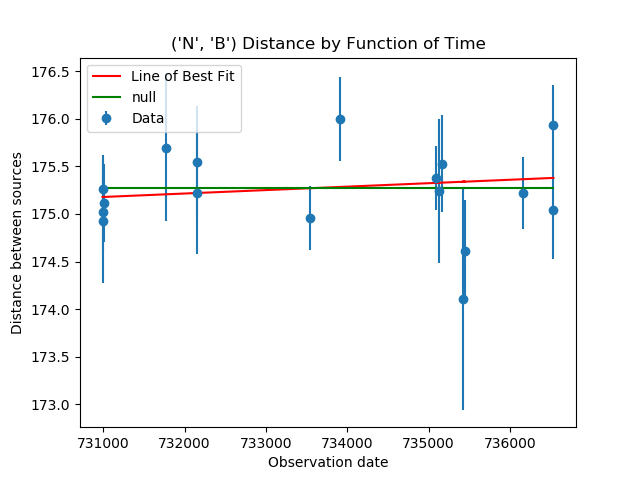 ('N', 'B') Distance by Function of Time
Line of Best Fit
null
Data
Distance between sources
176.5
176.0
175.5
175.0
174.5
174.0
173.5
173.0
731000 732000 733000 734000 735000 736000
Observation date